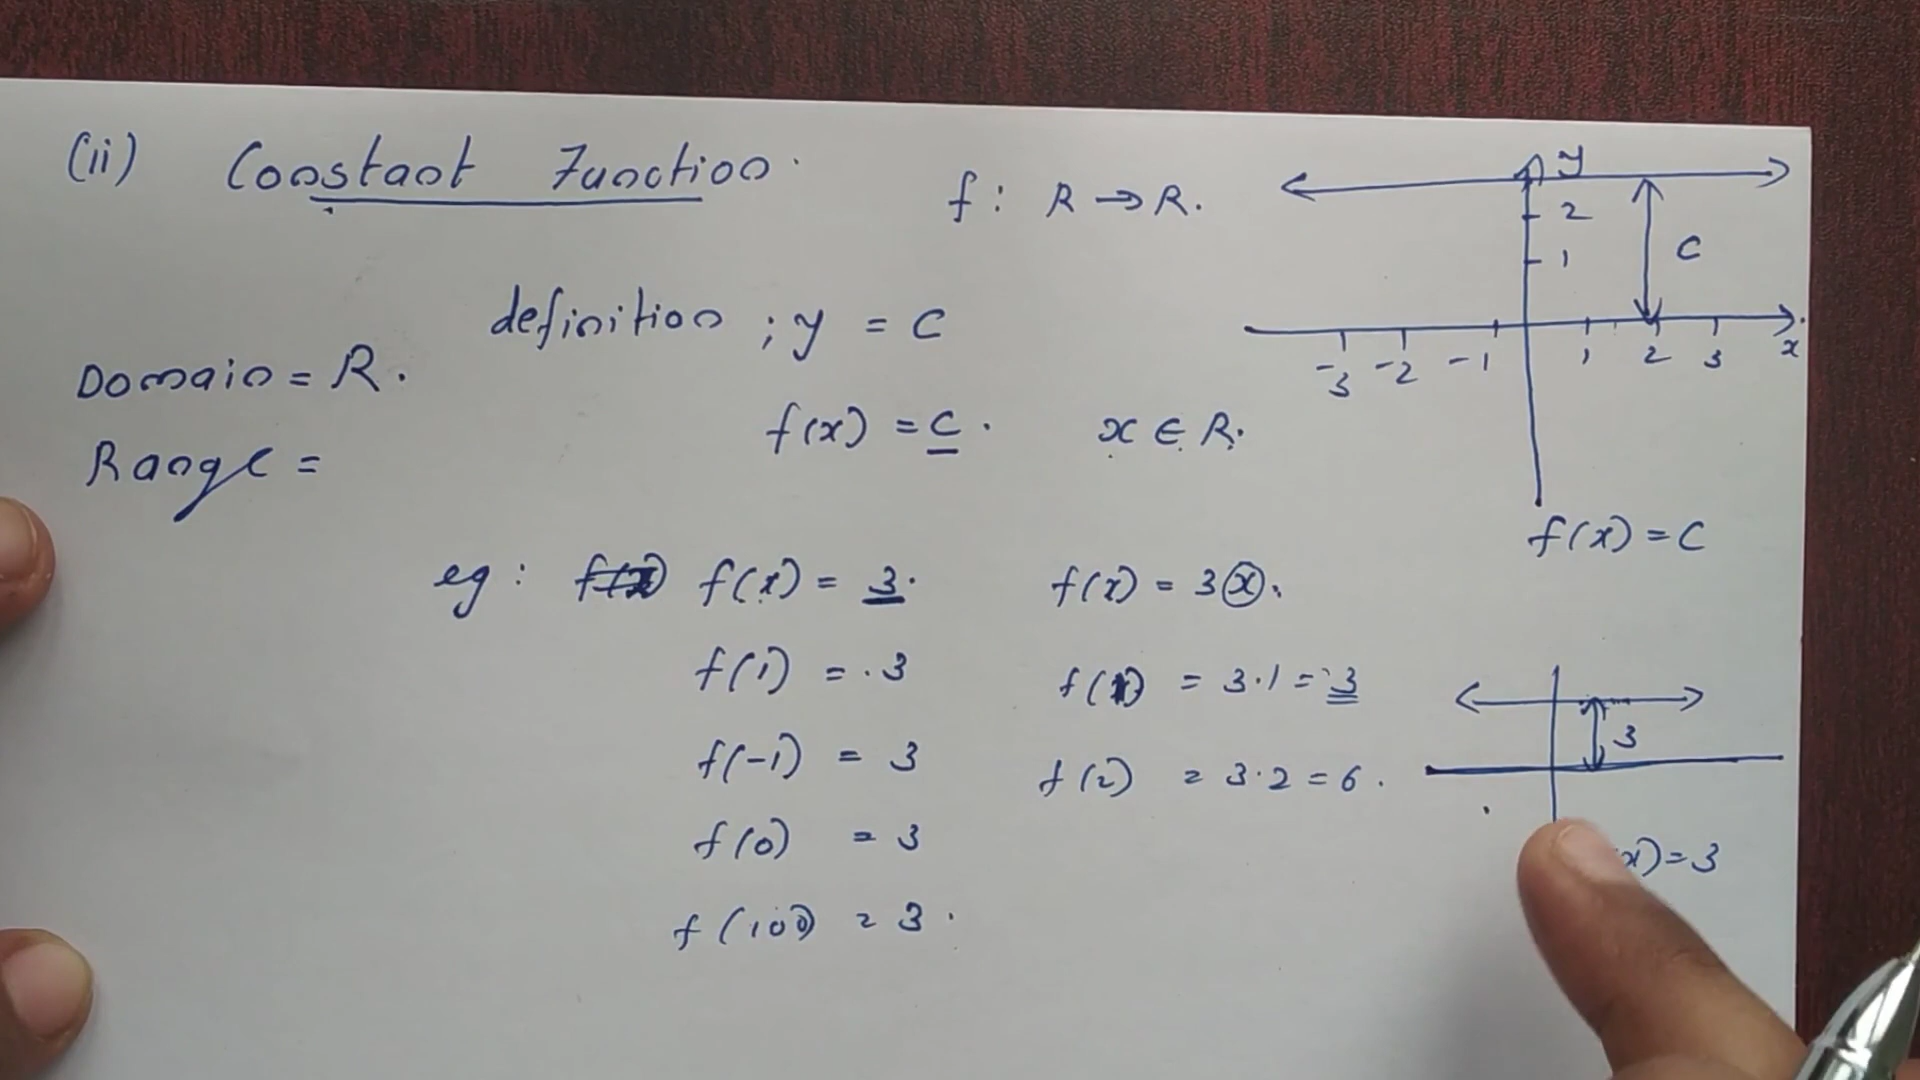 (ii) Constant Function.
f : R → R.
definition ; y = c
Domain = R.
f(x) = c. x ∈ R.
Range =
y
2
1
c
-3 -2 -1 1 2 3 x
f(x) = c
eg : f(x) f(x) = 3. f(x) = 3x.
f(1) = 3 f(1) = 3.1 = 3
f(-1) = 3 f(2) = 3.2 = 6.
f(0) = 3
f(100) = 3.
3
x) = 3